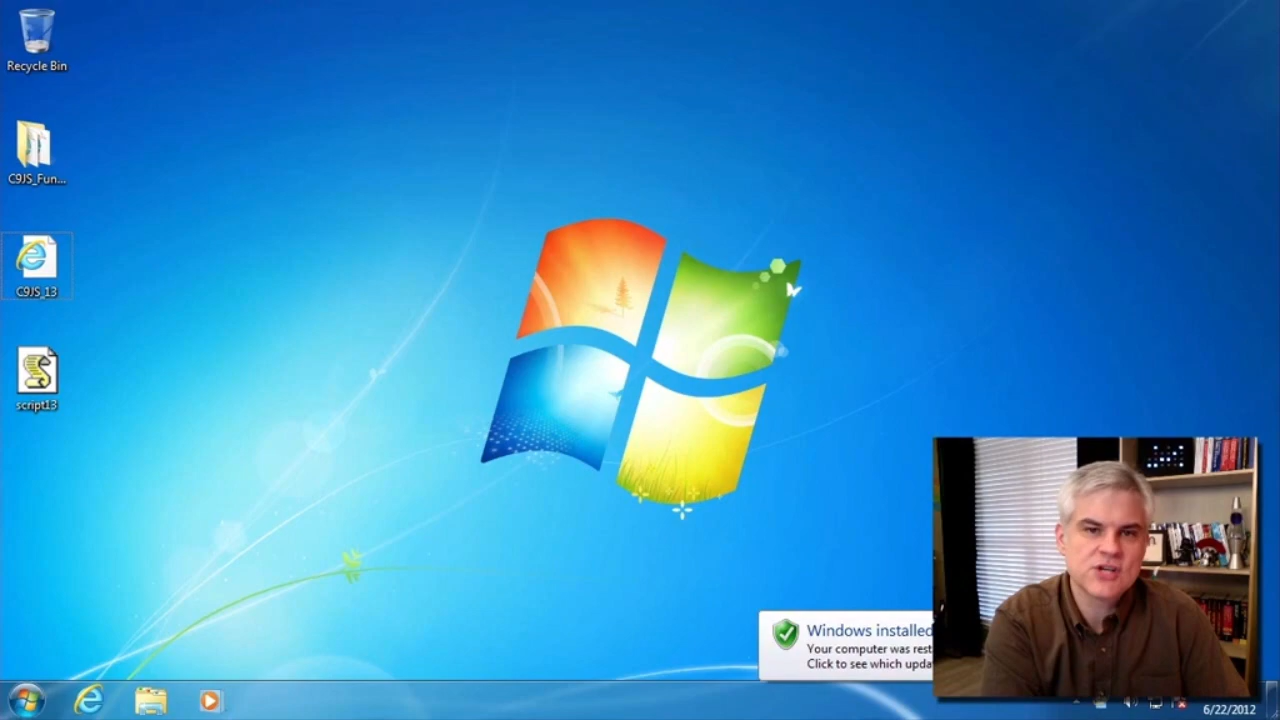 Recycle Bin
C9JS_Fun...
C9JS_13
script13
Windows installed
Your computer was rest
Click to see which upda
6/22/2012